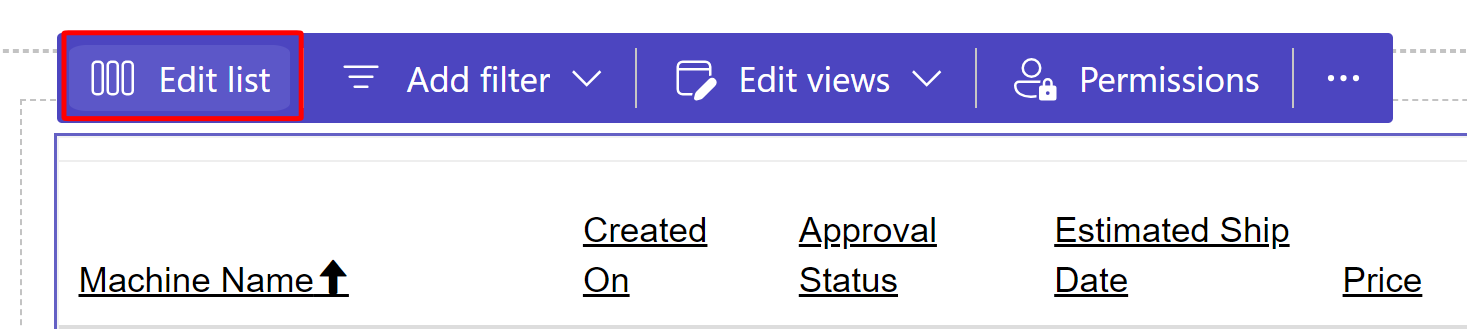 Edit list Add filter Edit views Permissions
Created Approval Estimated Ship
Machine Name On Status Date Price